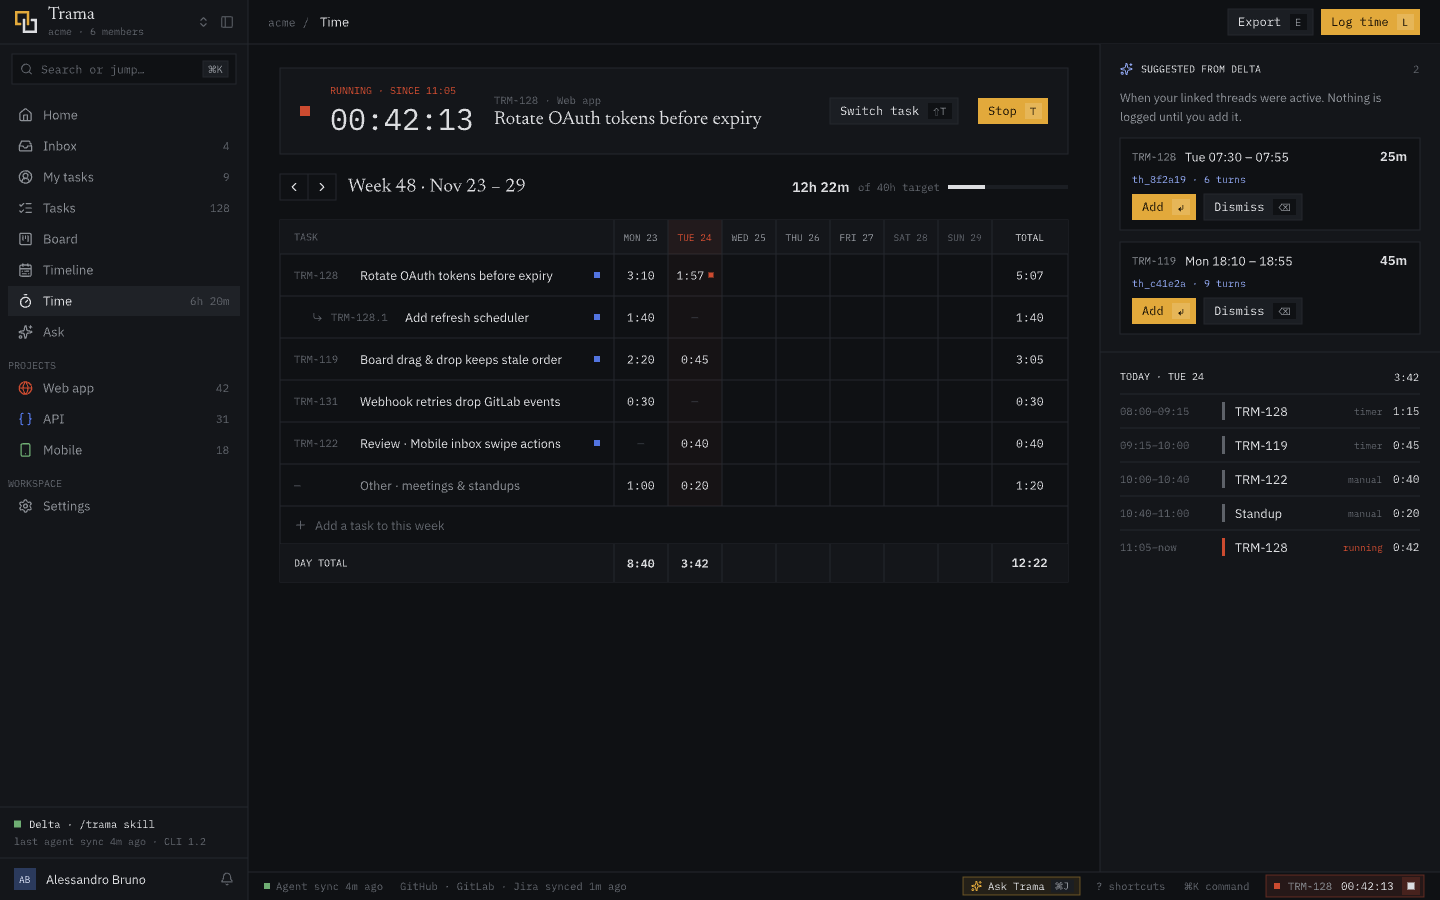 Trama
acme · 6 members
Search or jump… ⌘K
Home
Inbox 4
My tasks 9
Tasks 128
Board
Timeline
Time 6h 20m
Ask
PROJECTS
Web app 42
API 31
Mobile 18
WORKSPACE
Settings
Delta · /trama skill
last agent sync 4m ago · CLI 1.2
AB Alessandro Bruno
acme / Time
Export E
Log time L
RUNNING · SINCE 11:05
00:42:13
TRM-128 · Web app
Rotate OAuth tokens before expiry
Switch task ⇧T
Stop T
Week 48 · Nov 23 – 29
12h 22m of 40h target
TASK MON 23 TUE 24 WED 25 THU 26 FRI 27 SAT 28 SUN 29 TOTAL
TRM-128 Rotate OAuth tokens before expiry 3:10 1:57 5:07
↳ TRM-128.1 Add refresh scheduler 1:40 — 1:40
TRM-119 Board drag & drop keeps stale order 2:20 0:45 3:05
TRM-131 Webhook retries drop GitLab events 0:30 — 0:30
TRM-122 Review · Mobile inbox swipe actions — 0:40 0:40
— Other · meetings & standups 1:00 0:20 1:20
+ Add a task to this week
DAY TOTAL 8:40 3:42 12:22
SUGGESTED FROM DELTA 2
When your linked threads were active. Nothing is
logged until you add it.
TRM-128 Tue 07:30 – 07:55 25m
th_8f2a19 · 6 turns
Add ↲ Dismiss ⌫
TRM-119 Mon 18:10 – 18:55 45m
th_c41e2a · 9 turns
Add ↲ Dismiss ⌫
TODAY · TUE 24 3:42
08:00–09:15 TRM-128 timer 1:15
09:15–10:00 TRM-119 timer 0:45
10:00–10:40 TRM-122 manual 0:40
10:40–11:00 Standup manual 0:20
11:05–now TRM-128 running 0:42
Agent sync 4m ago GitHub · GitLab · Jira synced 1m ago
Ask Trama ⌘J
? shortcuts
⌘K command
TRM-128 00:42:13